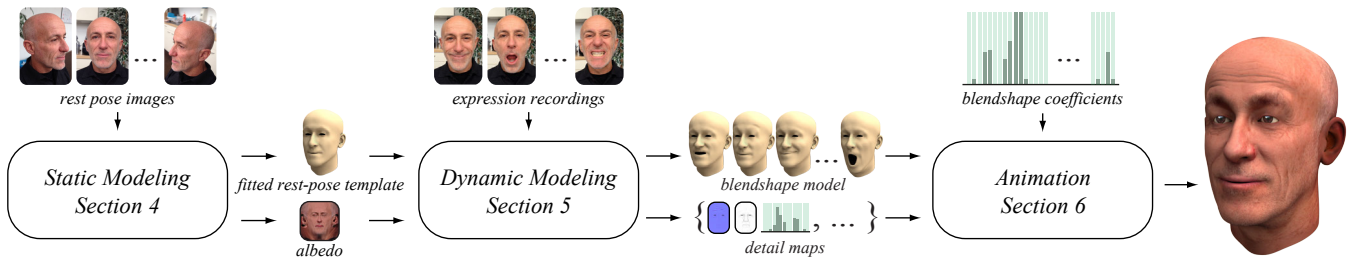 rest pose images
expression recordings
blendshape coefficients
Static Modeling
Section 4
fitted rest-pose template
albedo
Dynamic Modeling
Section 5
blendshape model
{ , ... }
detail maps
Animation
Section 6